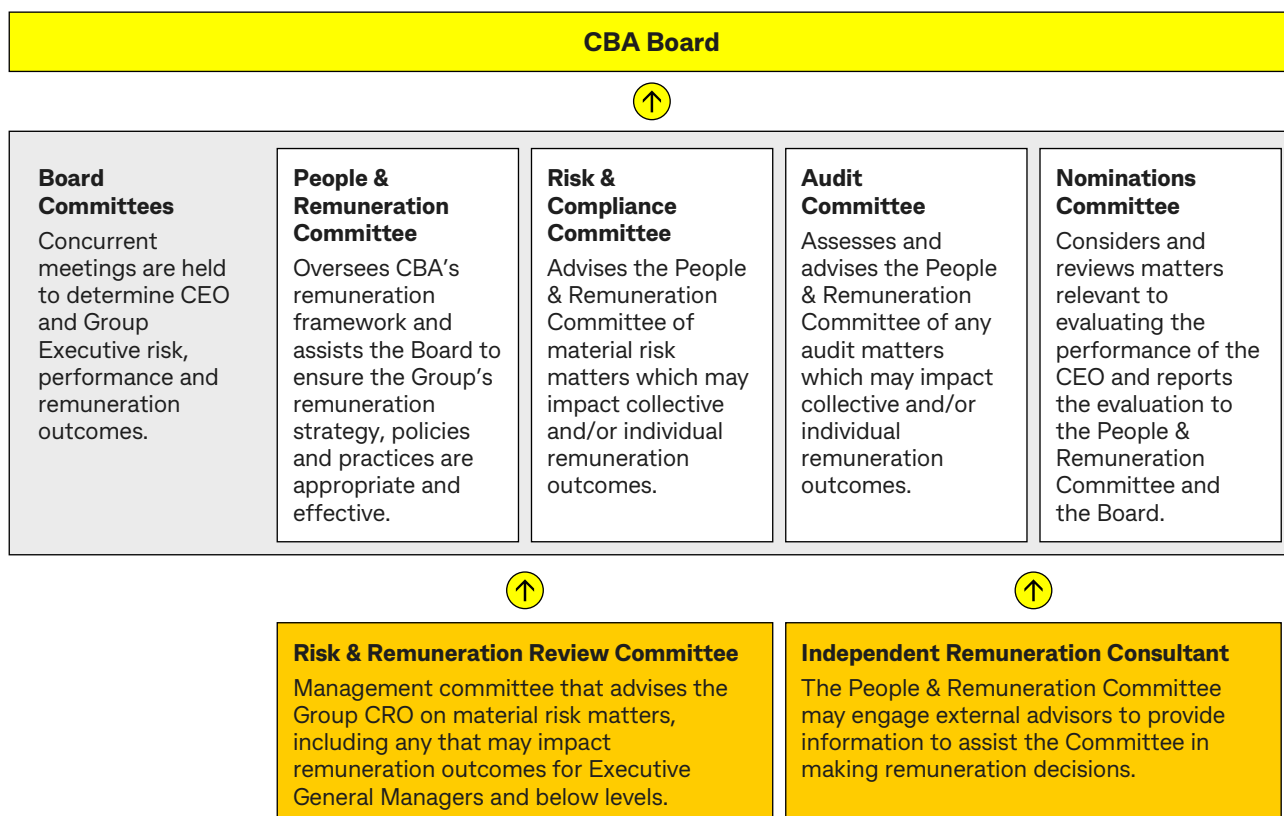 CBA Board
Board
Committees
Concurrent
meetings are held
to determine CEO
and Group
Executive risk,
performance and
remuneration
outcomes.
People &
Remuneration
Committee
Oversees CBA's
remuneration
framework and
assists the Board to
ensure the Group's
remuneration
strategy, policies
and practices are
appropriate and
effective.
Risk &
Compliance
Committee
Advises the People
& Remuneration
Committee of
material risk
matters which may
impact collective
and/or individual
remuneration
outcomes.
Audit
Committee
Assesses and
advises the People
& Remuneration
Committee of any
audit matters
which may impact
collective and/or
individual
remuneration
outcomes.
Nominations
Committee
Considers and
reviews matters
relevant to
evaluating the
performance of the
CEO and reports
the evaluation to
the People &
Remuneration
Committee and
the Board.
Risk & Remuneration Review Committee
Management committee that advises the
Group CRO on material risk matters,
including any that may impact
remuneration outcomes for Executive
General Managers and below levels.
Independent Remuneration Consultant
The People & Remuneration Committee
may engage external advisors to provide
information to assist the Committee in
making remuneration decisions.